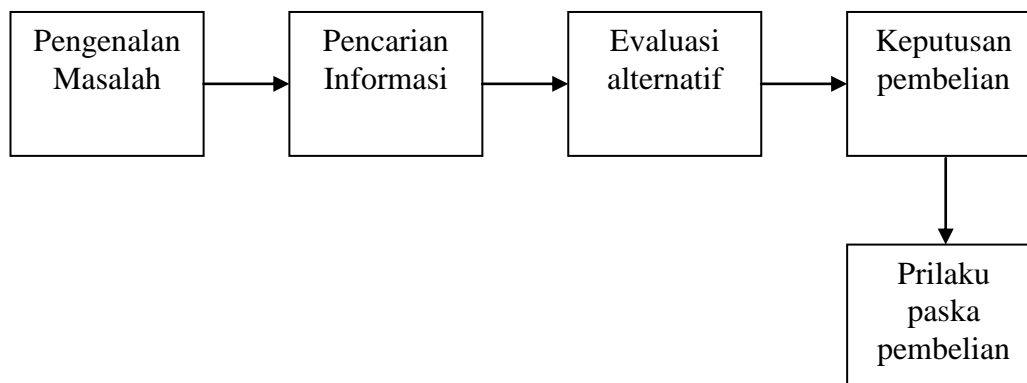 Pengenalan
Masalah
Pencarian
Informasi
Evaluasi
alternatif
Keputusan
pembelian
Prilaku
paska
pembelian